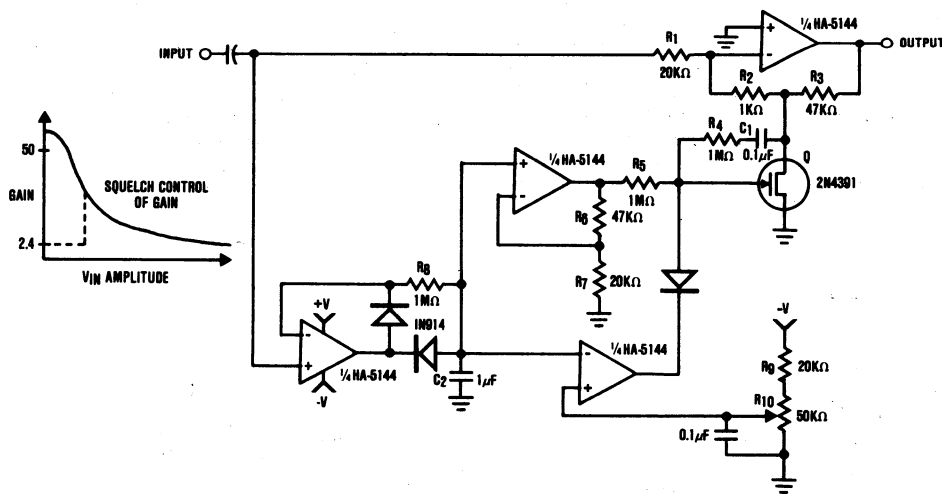 ¼ HA-5144
INPUT
R1
20KΩ
+
-
OUTPUT
R2
1KΩ
R3
47KΩ
R4
1MΩ
C1
0.1μF
Q
2N4391
50
GAIN
2.4
SQUELCH CONTROL
OF GAIN
VIN AMPLITUDE
¼ HA-5144
+
-
R5
1MΩ
R6
47KΩ
R7
20KΩ
R8
1MΩ
+V
-
+
-V
IN914
¼ HA-5144
C2
1μF
¼ HA-5144
-
+
-V
R9
20KΩ
R10
50KΩ
0.1μF